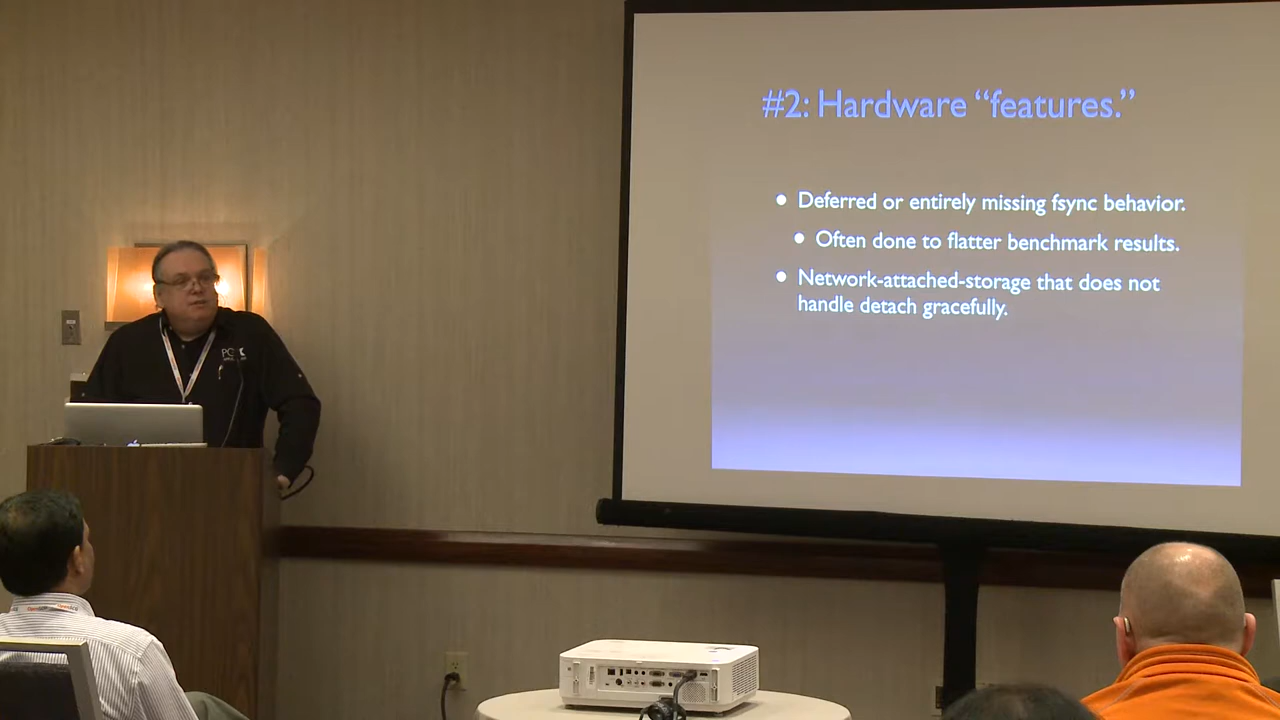 #2: Hardware “features.”
• Deferred or entirely missing fsync behavior.
• Often done to flatter benchmark results.
• Network-attached-storage that does not
handle detach gracefully.